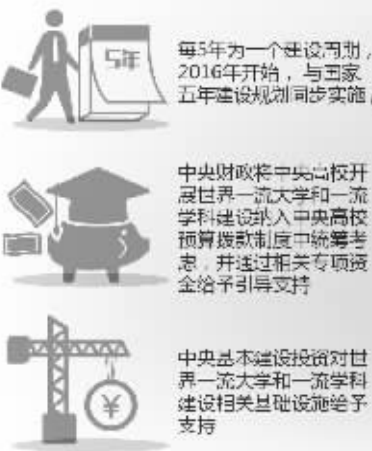 5年
每5年为一个建设周期，
2016年开始，与国家
五年建设规划同步实施
中央财政将中央高校开
展世界一流大学和一流
学科建设纳入中央高校
预算拨款制度中统筹考
虑，并通过相关专项资
金给予引导支持
中央基本建设投资对世
界一流大学和一流学科
建设相关基础设施给予
支持
¥